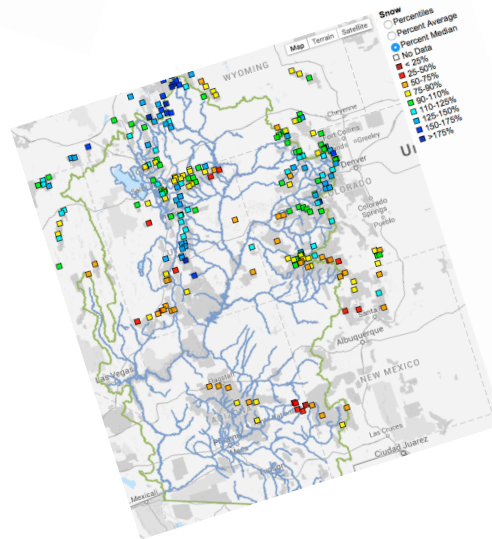 Snow
Percentiles
Percent Average
Percent Median
No Data
< 25%
25-50%
50-75%
75-90%
90-110%
110-125%
125-150%
150-175%
>175%
Map
Terrain
Satellite
WYOMING
Cheyenne
Fort Collins
Greeley
Denver
COLORADO
Colorado
Springs
Pueblo
Santa
Albuquerque
Las Vegas
Flagstaff
NEW MEXICO
Las Cruces
Ciudad Juarez
Mexicali